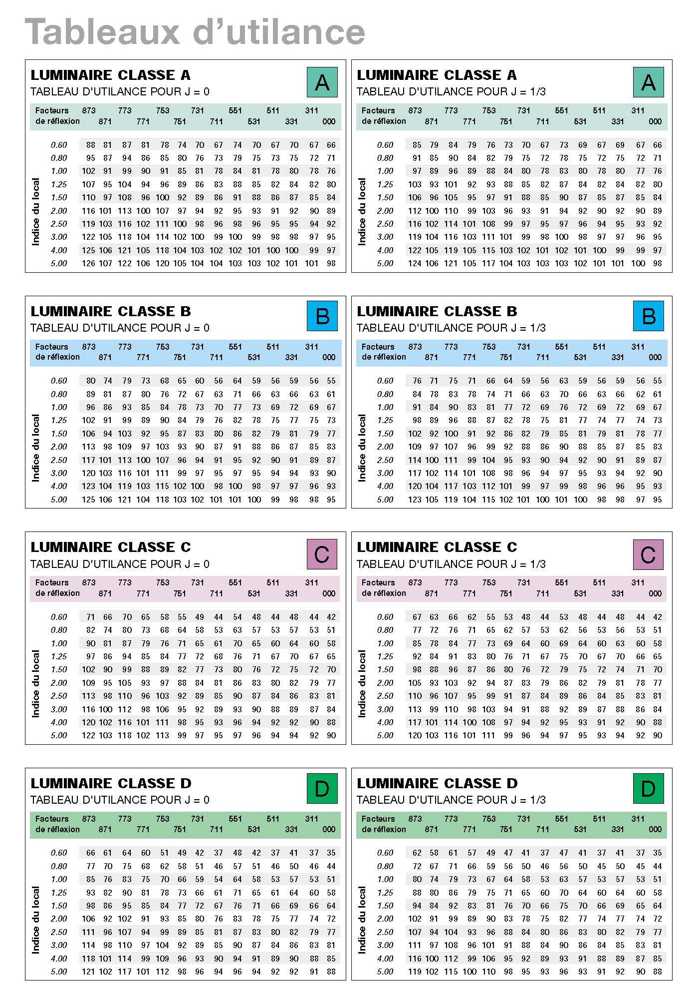 Tableaux d'utilance
LUMINAIRE CLASSE A
A
TABLEAU D'UTILANCE POUR J = 0
Facteurs 873 773 753 731 551 511 311
de réflexion 871 771 751 711 531 331 000
Indice du local
0.60 88 81 87 81 78 74 70 67 74 70 67 70 67 66
0.80 95 87 94 86 85 80 76 73 79 75 73 75 72 71
1.00 102 91 99 90 91 85 81 78 84 81 78 80 78 76
1.25 107 95 104 94 96 89 86 83 88 85 82 84 82 80
1.50 110 97 108 96 100 92 89 86 91 88 86 87 85 84
2.00 116 101 113 100 107 97 94 92 95 93 91 92 90 89
2.50 119 103 116 102 111 100 98 96 98 96 95 95 94 92
3.00 122 105 118 104 114 102 100 99 100 99 98 98 97 95
4.00 125 106 121 105 118 104 103 102 102 101 100 100 99 97
5.00 126 107 122 106 120 105 104 104 103 103 102 101 101 98
LUMINAIRE CLASSE A
A
TABLEAU D'UTILANCE POUR J = 1/3
Facteurs 873 773 753 731 551 511 311
de réflexion 871 771 751 711 531 331 000
Indice du local
0.60 85 79 84 79 76 73 70 67 73 69 67 69 67 66
0.80 91 85 90 84 82 79 75 72 78 75 72 75 72 71
1.00 97 89 96 89 88 84 80 78 83 80 78 80 77 76
1.25 103 93 101 92 93 88 85 82 87 84 82 84 82 80
1.50 106 96 105 95 97 91 88 85 90 87 85 87 85 84
2.00 112 100 110 99 103 96 93 91 94 92 90 92 90 89
2.50 116 102 114 101 108 99 97 95 97 96 94 95 93 92
3.00 119 104 116 103 111 101 99 98 100 98 97 97 96 95
4.00 122 105 119 105 115 103 102 101 102 101 100 99 99 97
5.00 124 106 121 105 117 104 103 103 103 102 101 101 100 98
LUMINAIRE CLASSE B
B
TABLEAU D'UTILANCE POUR J = 0
Facteurs 873 773 753 731 551 511 311
de réflexion 871 771 751 711 531 331 000
Indice du local
0.60 80 74 79 73 68 65 60 56 64 59 56 59 56 55
0.80 89 81 87 80 76 72 67 63 71 66 63 66 63 61
1.00 96 86 93 85 84 78 73 70 77 73 69 72 69 67
1.25 102 91 99 89 90 84 79 76 82 78 75 77 75 73
1.50 106 94 103 92 95 87 83 80 86 82 79 81 79 77
2.00 113 98 109 97 103 93 90 87 91 88 86 87 85 83
2.50 117 101 113 100 107 96 94 91 95 92 90 91 89 87
3.00 120 103 116 101 111 99 97 95 97 95 94 94 93 90
4.00 123 104 119 103 115 102 100 98 100 98 97 97 96 93
5.00 125 106 121 104 118 103 102 101 101 100 99 98 98 95
LUMINAIRE CLASSE B
B
TABLEAU D'UTILANCE POUR J = 1/3
Facteurs 873 773 753 731 551 511 311
de réflexion 871 771 751 711 531 331 000
Indice du local
0.60 76 71 75 71 66 64 59 56 63 59 56 59 56 55
0.80 84 78 83 78 74 71 66 63 70 66 63 66 62 61
1.00 91 84 90 83 81 77 72 69 76 72 69 72 69 67
1.25 98 89 96 88 87 82 78 75 81 77 74 77 74 73
1.50 102 92 100 91 92 86 82 79 85 81 79 81 78 77
2.00 109 97 107 96 99 92 88 86 90 88 85 87 85 83
2.50 114 100 111 99 104 95 93 90 94 92 90 91 89 87
3.00 117 102 114 101 108 98 96 94 97 95 93 94 92 90
4.00 120 104 117 103 112 101 99 97 99 98 96 96 95 93
5.00 123 105 119 104 115 102 101 100 101 100 98 98 97 95
LUMINAIRE CLASSE C
C
TABLEAU D'UTILANCE POUR J = 0
Facteurs 873 773 753 731 551 511 311
de réflexion 871 771 751 711 531 331 000
Indice du local
0.60 71 66 70 65 58 55 49 44 54 48 44 48 44 42
0.80 82 74 80 73 68 64 58 53 63 57 53 57 53 51
1.00 90 81 87 79 76 71 65 61 70 65 60 64 60 58
1.25 97 86 94 85 84 77 72 68 76 71 67 70 67 65
1.50 102 90 99 88 89 82 77 73 80 76 72 75 72 70
2.00 109 95 105 93 97 88 84 81 86 83 80 82 79 77
2.50 113 98 110 96 103 92 89 85 90 87 84 86 83 81
3.00 116 100 112 98 106 95 92 89 93 90 88 89 87 84
4.00 120 102 116 101 111 98 95 93 96 94 92 92 90 88
5.00 122 103 118 102 113 99 97 95 97 96 94 94 92 90
LUMINAIRE CLASSE C
C
TABLEAU D'UTILANCE POUR J = 1/3
Facteurs 873 773 753 731 551 511 311
de réflexion 871 771 751 711 531 331 000
Indice du local
0.60 67 63 66 62 55 53 48 44 53 48 44 48 44 42
0.80 77 72 76 71 65 62 57 53 62 56 53 56 53 51
1.00 85 78 84 77 73 69 64 60 69 64 60 63 60 58
1.25 92 84 91 83 80 76 71 67 75 70 67 70 66 65
1.50 98 88 96 87 86 80 76 72 79 75 72 74 71 70
2.00 105 93 103 92 94 87 83 79 86 82 79 81 78 77
2.50 110 96 107 95 99 91 87 84 89 86 84 85 83 81
3.00 113 99 110 98 103 94 91 88 92 89 87 88 86 84
4.00 117 101 114 100 108 97 94 92 95 93 91 92 90 88
5.00 120 103 116 101 111 99 96 94 97 95 93 94 92 90
LUMINAIRE CLASSE D
D
TABLEAU D'UTILANCE POUR J = 0
Facteurs 873 773 753 731 551 511 311
de réflexion 871 771 751 711 531 331 000
Indice du local
0.60 66 61 64 60 51 49 42 37 48 42 37 41 37 35
0.80 77 70 75 68 62 58 51 46 57 51 46 50 46 44
1.00 85 76 83 75 70 66 59 54 64 58 53 57 53 51
1.25 93 82 90 81 78 73 66 61 71 65 61 64 60 58
1.50 98 86 95 85 84 77 72 67 76 71 66 69 66 64
2.00 106 92 102 91 93 85 80 76 83 78 75 77 74 72
2.50 111 96 107 94 99 89 85 81 87 83 80 82 79 77
3.00 114 98 110 97 104 92 89 85 90 87 84 86 83 81
4.00 118 101 114 99 109 96 93 90 94 91 89 90 88 85
5.00 121 102 117 101 112 98 96 94 96 94 92 92 91 88
LUMINAIRE CLASSE D
D
TABLEAU D'UTILANCE POUR J = 1/3
Facteurs 873 773 753 731 551 511 311
de réflexion 871 771 751 711 531 331 000
Indice du local
0.60 62 58 61 57 49 47 41 37 47 41 37 41 37 35
0.80 72 67 71 66 59 56 50 46 56 50 45 50 45 44
1.00 80 74 79 73 67 64 58 53 63 57 53 57 53 51
1.25 88 80 86 79 75 71 65 60 70 64 60 64 60 58
1.50 94 84 92 83 81 76 70 66 75 70 66 69 65 64
2.00 102 91 99 89 90 83 78 75 82 77 74 77 74 72
2.50 107 94 104 93 96 88 84 80 86 83 80 82 79 77
3.00 111 97 108 96 101 91 88 84 90 86 84 85 83 81
4.00 116 100 112 99 106 95 92 89 93 91 88 89 87 85
5.00 119 102 115 100 110 98 95 93 96 93 91 92 90 88